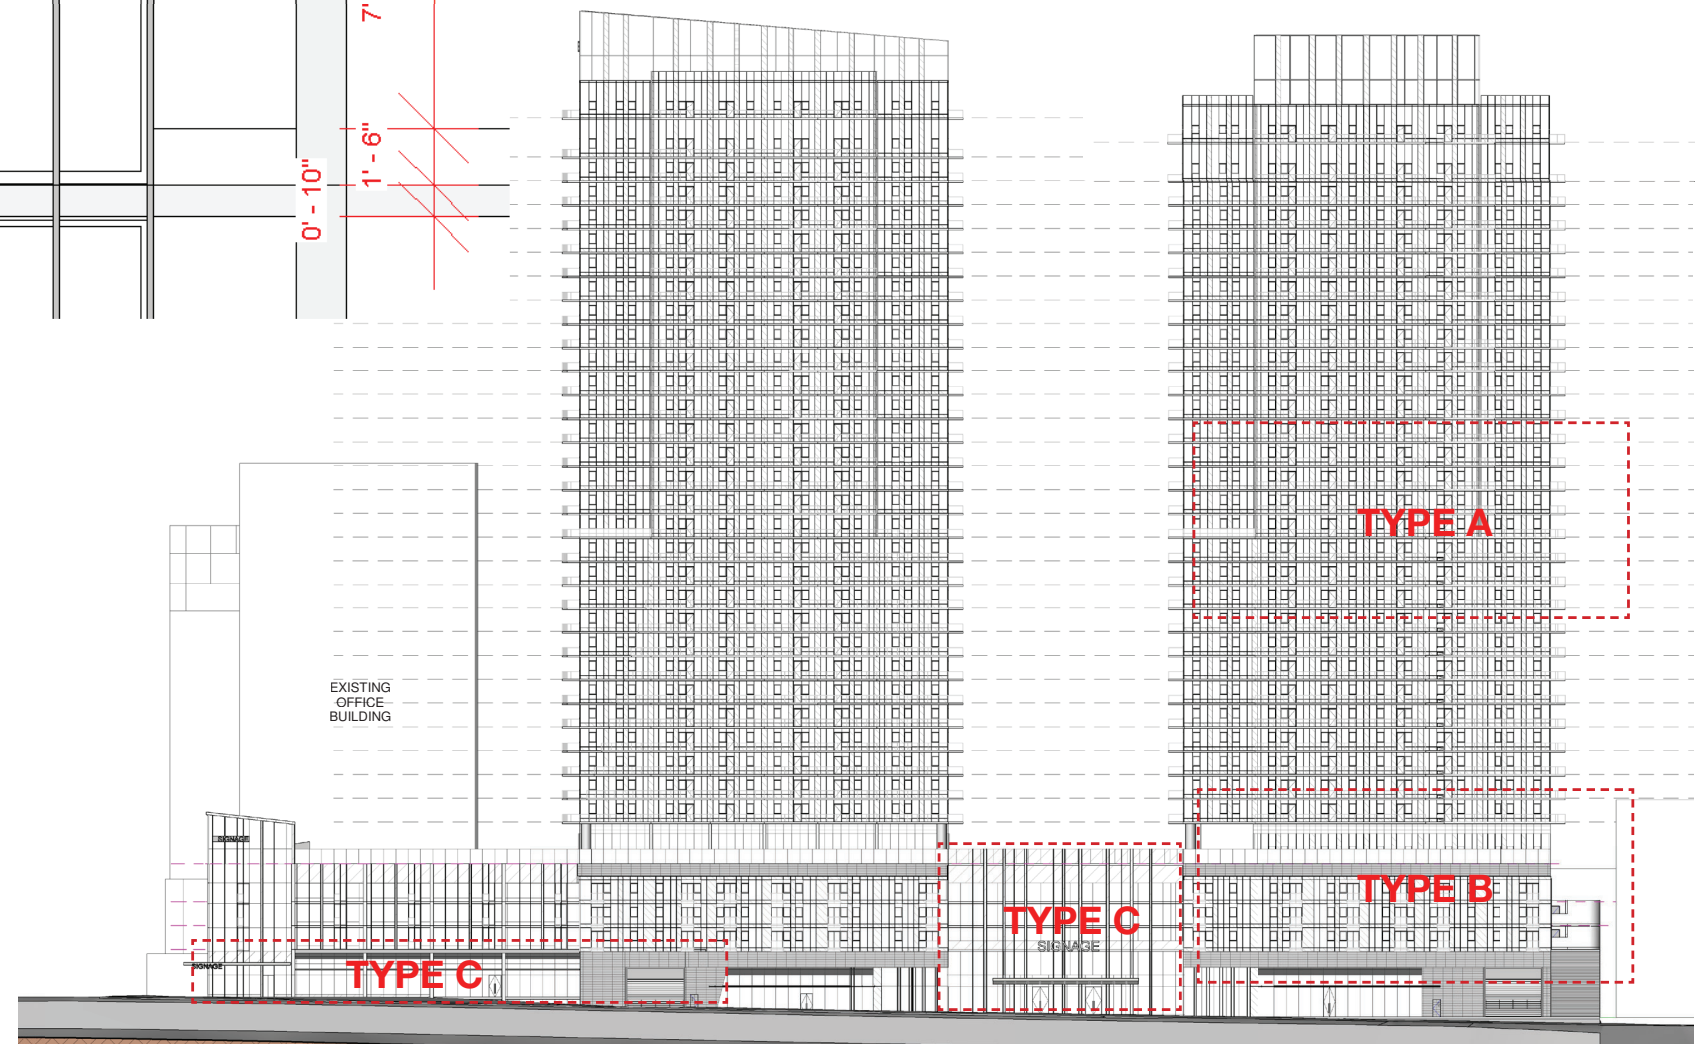 7'
1' - 6"
0' - 10"
TYPE A
EXISTING
OFFICE
BUILDING
SIGNAGE
TYPE B
TYPE C
SIGNAGE
SIGNAGE
TYPE C